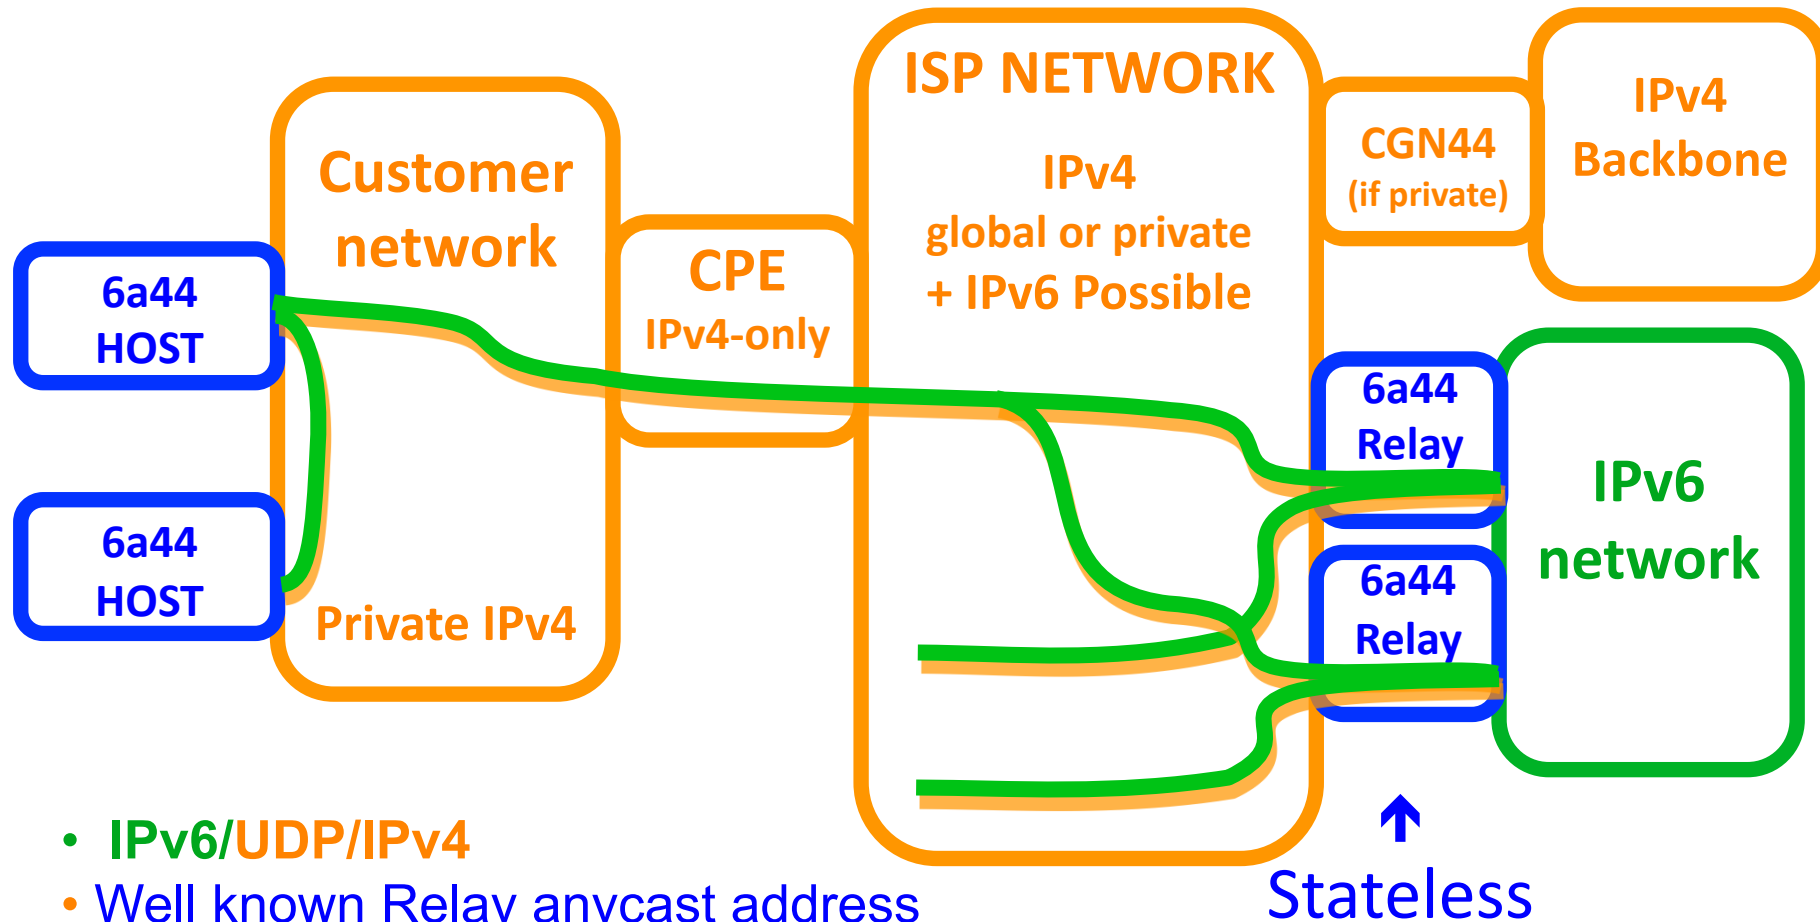 ISP NETWORK
IPv4
global or private
+ IPv6 Possible
CGN44
(if private)
IPv4
Backbone
Customer
network
Private IPv4
CPE
IPv4-only
6a44
HOST
6a44
HOST
6a44
Relay
6a44
Relay
IPv6
network
• IPv6/UDP/IPv4
• Well known Relay anycast address
Stateless